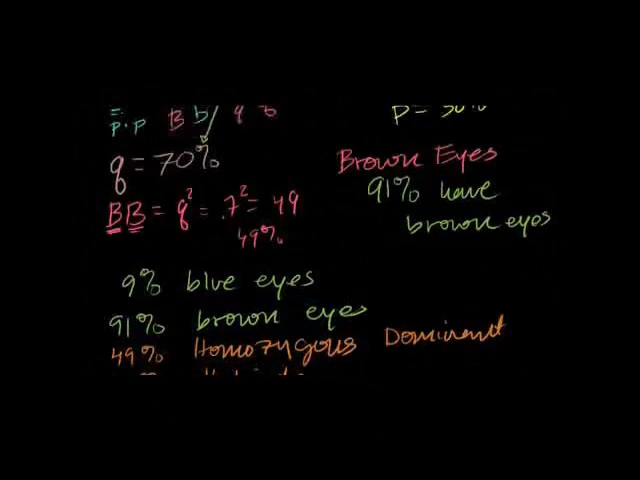 P.P B b q
P = 30%
q = 70%
BB = q² = .7² = 49
49%
Brown Eyes
91% have
brown eyes
9% blue eyes
91% brown eyes
49% Homozygous Dominant